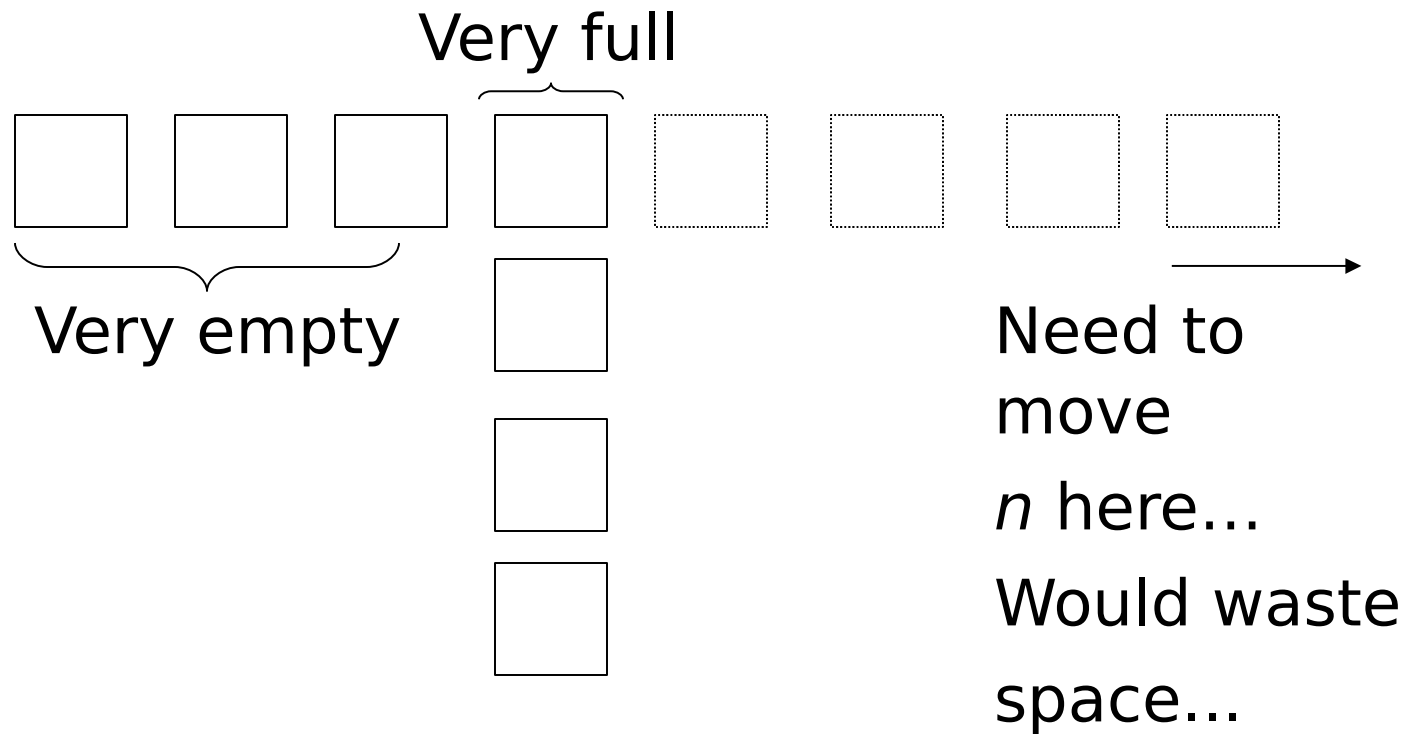 Very full
Very empty
Need to
move
n here...
Would waste
space...